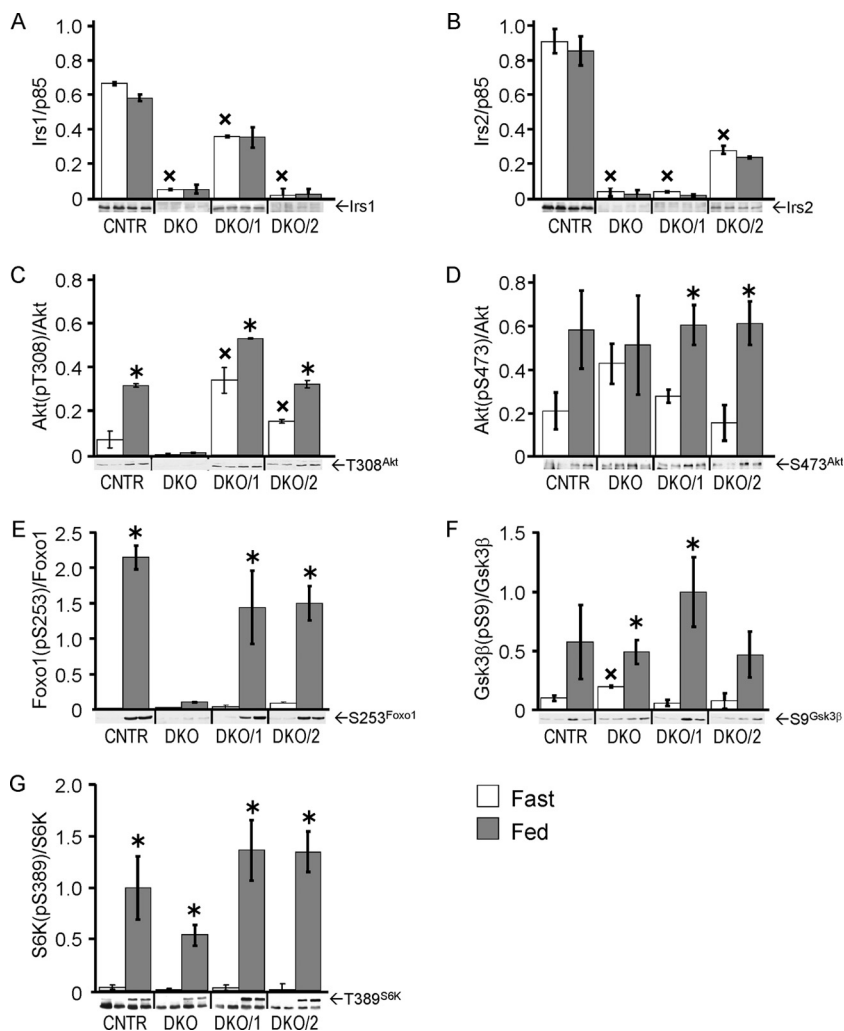 A
Irs1/p85
0.8
0.6
0.4
0.2
0
×
×
×
←Irs1
CNTR DKO DKO/1 DKO/2
B
Irs2/p85
1.0
0.8
0.6
0.4
0.2
0
×
×
×
←Irs2
CNTR DKO DKO/1 DKO/2
C
Akt(pT308)/Akt
0.8
0.6
0.4
0.2
0
*
×
*
×
*
←T308Akt
CNTR DKO DKO/1 DKO/2
D
Akt(pS473)/Akt
0.8
0.6
0.4
0.2
0
*
*
←S473Akt
CNTR DKO DKO/1 DKO/2
E
Foxo1(pS253)/Foxo1
2.5
2.0
1.5
1.0
0.5
0
*
*
*
←S253Foxo1
CNTR DKO DKO/1 DKO/2
F
Gsk3β(pS9)/Gsk3β
1.5
1.0
0.5
0
×
*
*
←S9Gsk3β
CNTR DKO DKO/1 DKO/2
G
S6K(pS389)/S6K
2.0
1.5
1.0
0.5
0
*
*
*
*
←T389S6K
CNTR DKO DKO/1 DKO/2
Fast
Fed